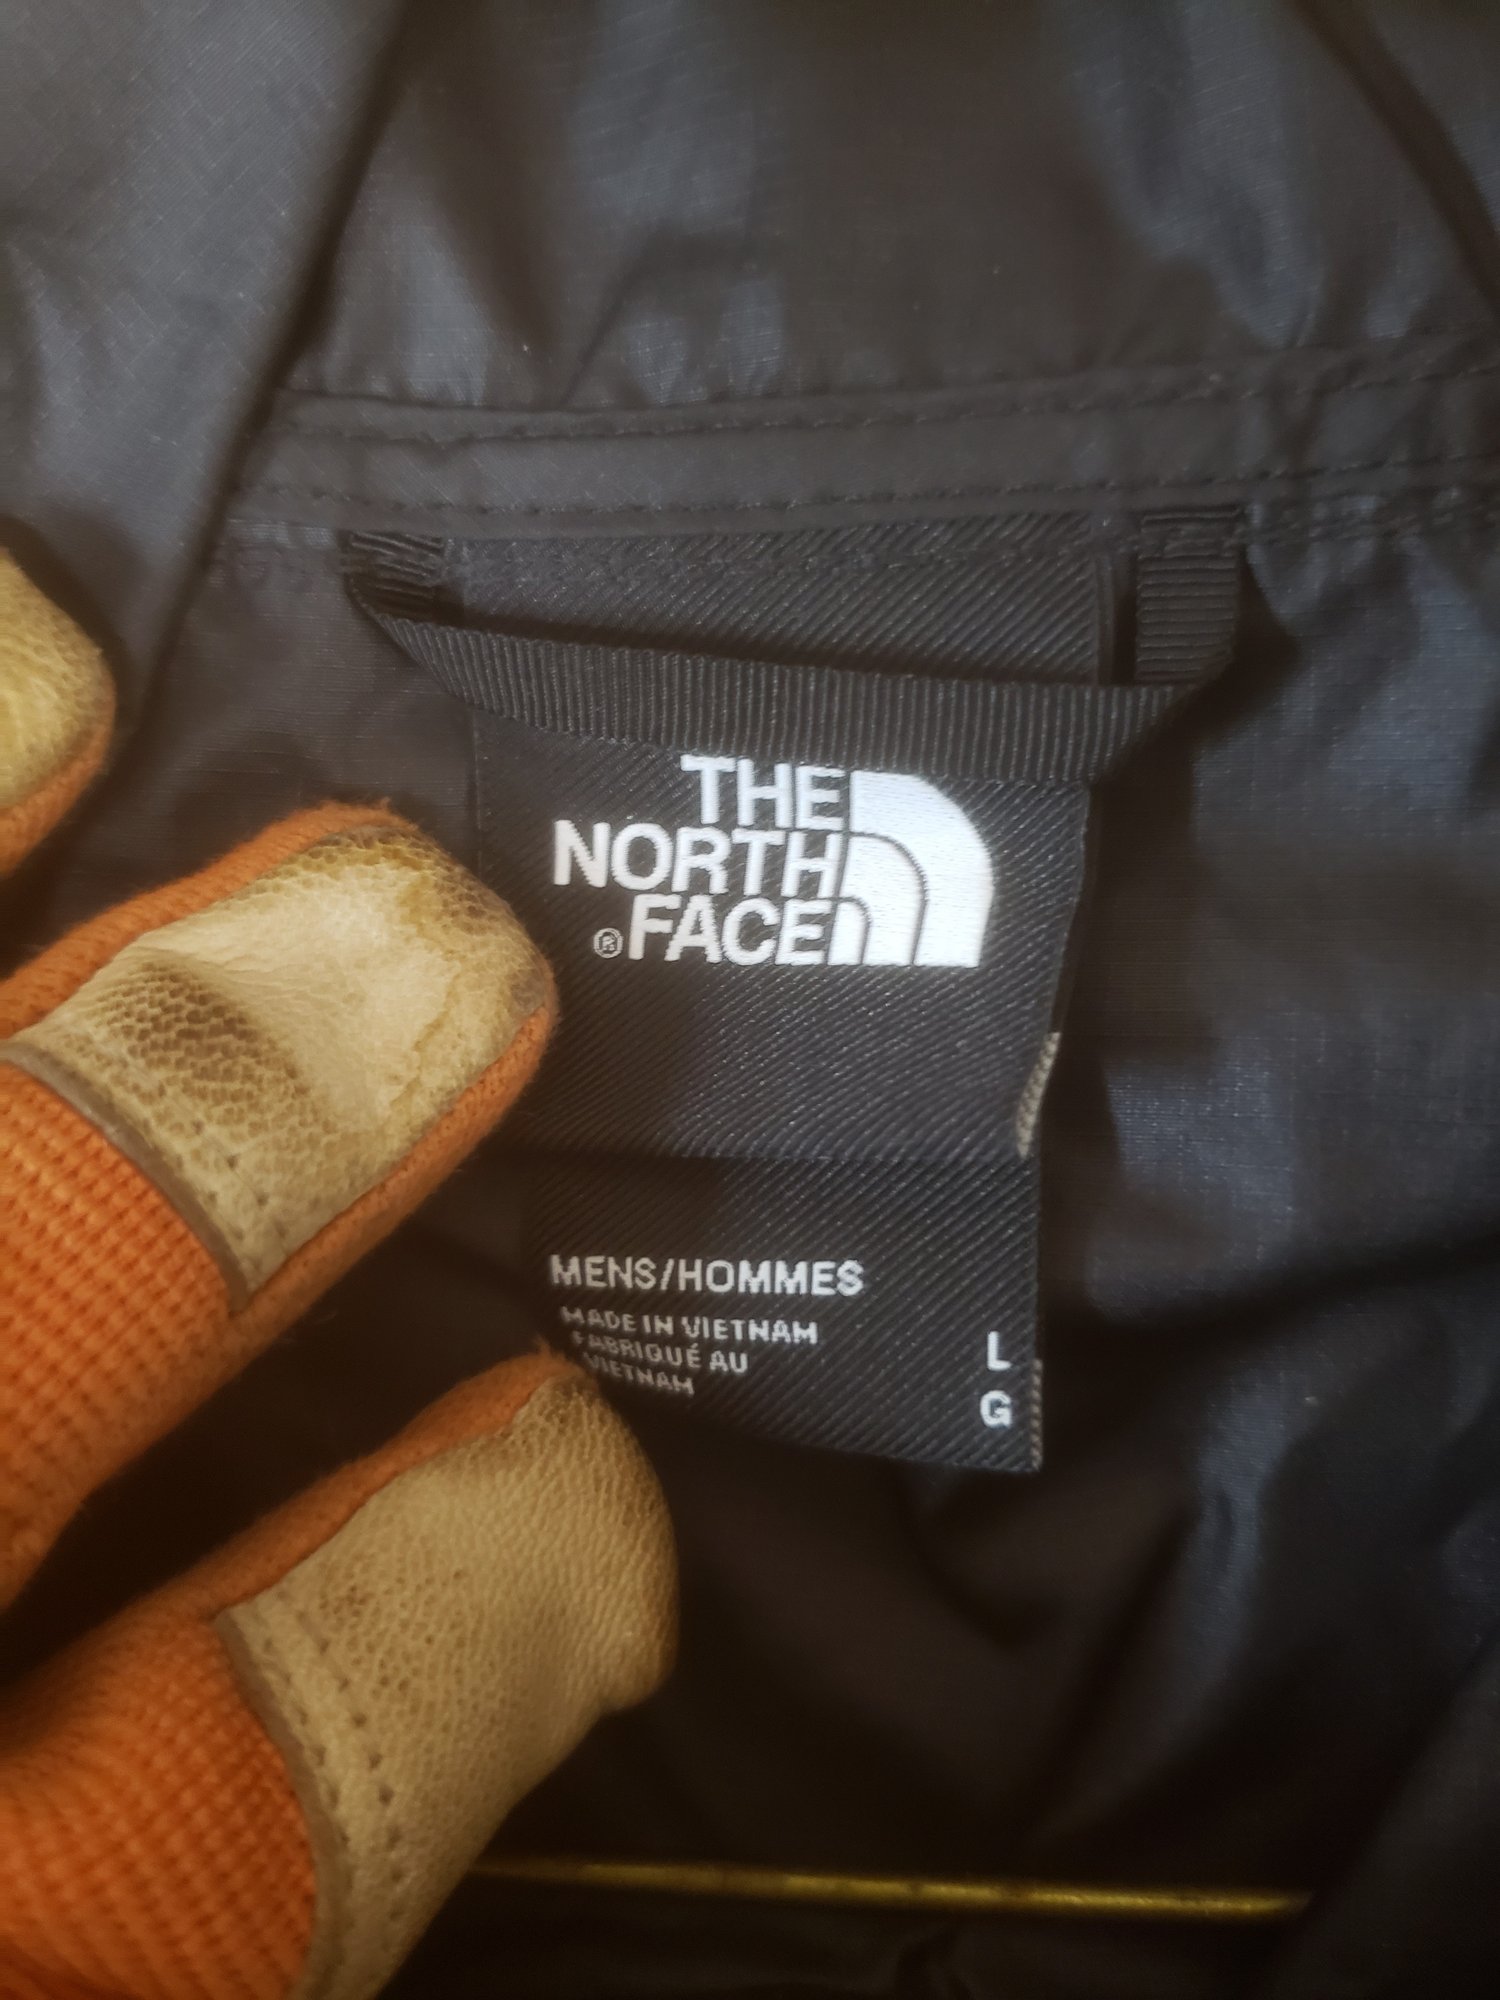 THE
NORTH
FACE®
MENS/HOMMES
MADE IN VIETNAM
FABRIQUÉ AU
VIETNAM
L
G